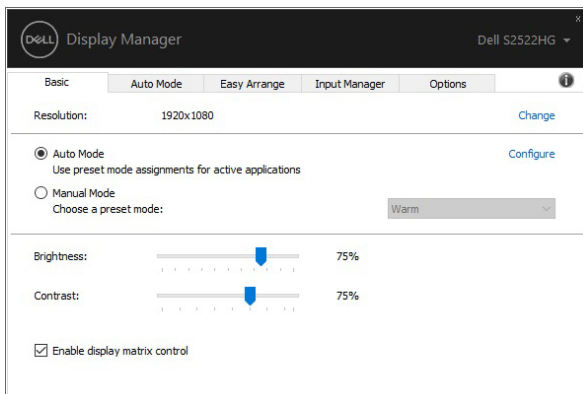 DELL Display Manager
Dell S2522HG
x
Basic Auto Mode Easy Arrange Input Manager Options
Resolution: 1920x1080 Change
Auto Mode Configure
Use preset mode assignments for active applications
Manual Mode
Choose a preset mode: Warm
Brightness: 75%
Contrast: 75%
Enable display matrix control